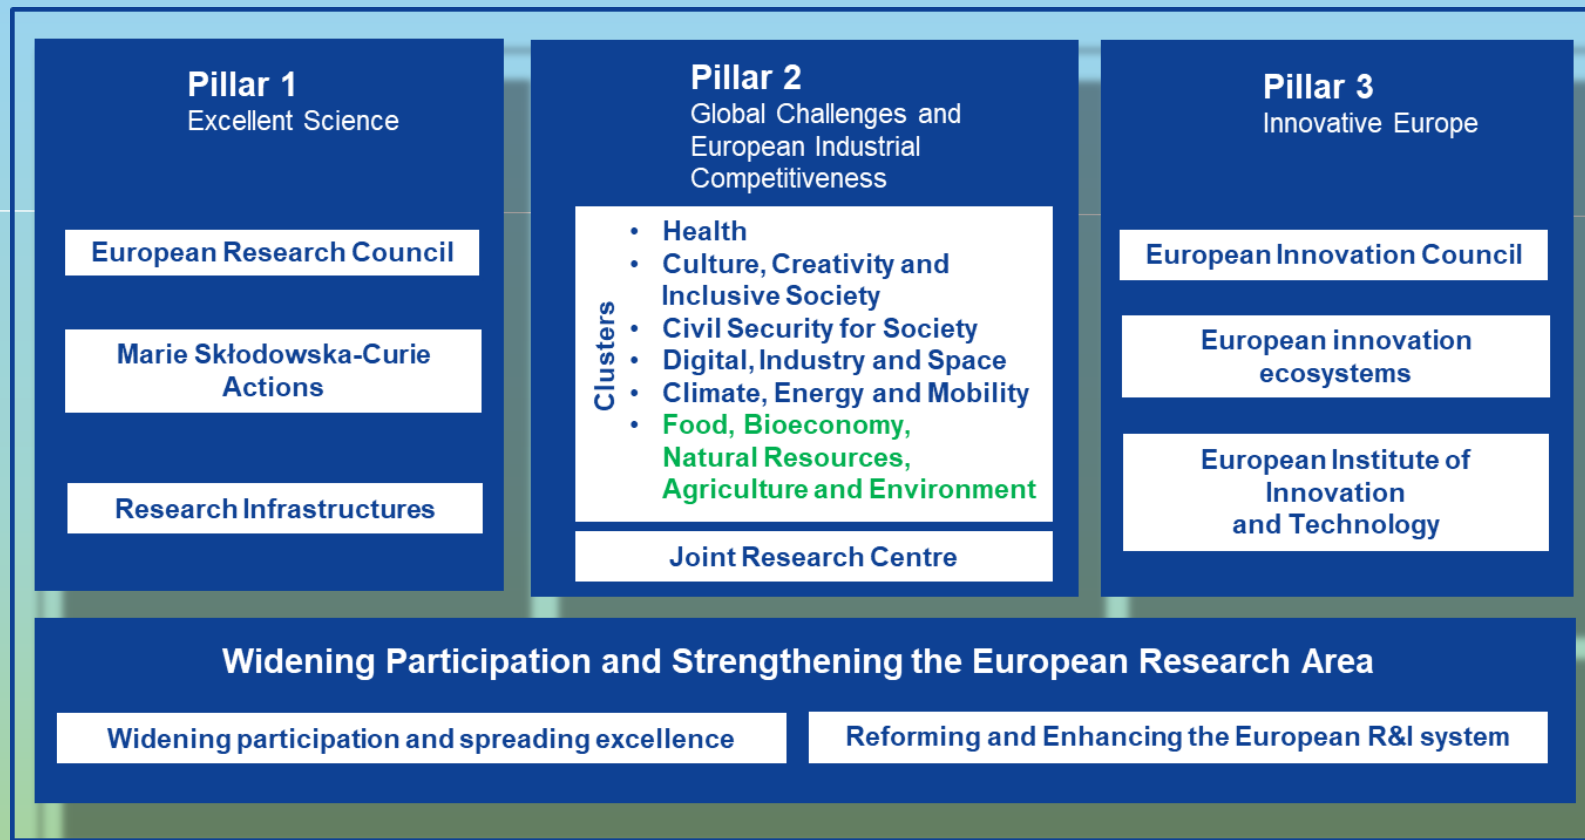 Pillar 1
Excellent Science
European Research Council
Marie Skłodowska-Curie
Actions
Research Infrastructures
Pillar 2
Global Challenges and
European Industrial
Competitiveness
Clusters
• Health
• Culture, Creativity and
Inclusive Society
• Civil Security for Society
• Digital, Industry and Space
• Climate, Energy and Mobility
• Food, Bioeconomy,
Natural Resources,
Agriculture and Environment
Joint Research Centre
Pillar 3
Innovative Europe
European Innovation Council
European innovation
ecosystems
European Institute of
Innovation
and Technology
Widening Participation and Strengthening the European Research Area
Widening participation and spreading excellence
Reforming and Enhancing the European R&I system